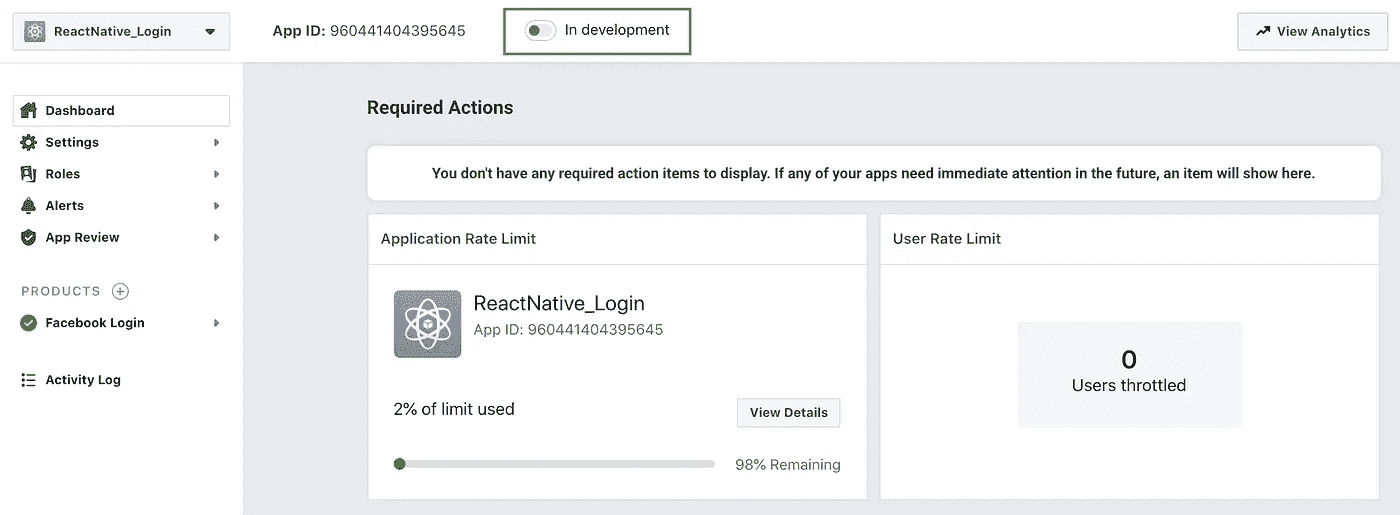 ReactNative_Login
App ID: 960441404395645
In development
View Analytics
Dashboard
Settings
Roles
Alerts
App Review
PRODUCTS
Facebook Login
Activity Log
Required Actions
You don't have any required action items to display. If any of your apps need immediate attention in the future, an item will show here.
Application Rate Limit
ReactNative_Login
App ID: 960441404395645
2% of limit used
View Details
98% Remaining
User Rate Limit
0
Users throttled